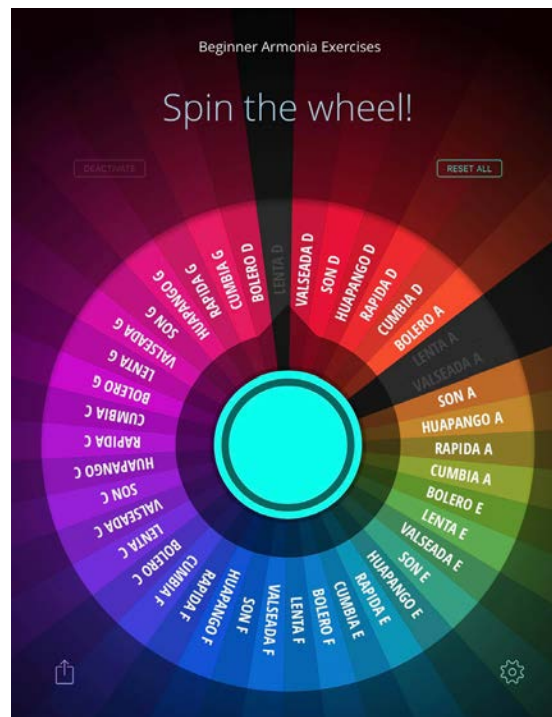 Beginner Armonia Exercises
Spin the wheel!
DEACTIVATE
RESET ALL
LENTA D
VALSEADA D
SON D
HUAPANGO D
RAPIDA D
CUMBIA D
BOLERO A
LENTA A
VALSEADA A
SON A
HUAPANGO A
RAPIDA A
CUMBIA A
BOLERO E
LENTA E
VALSEADA E
SON E
HUAPANGO E
RAPIDA E
CUMBIA E
BOLERO F
LENTA F
VALSEADA F
SON F
HUAPANGO F
RAPIDA F
CUMBIA F
BOLERO C
LENTA C
VALSEADA C
SON C
HUAPANGO C
RAPIDA C
CUMBIA C
BOLERO G
LENTA G
VALSEADA G
SON G
HUAPANGO G
RAPIDA G
CUMBIA G
BOLERO D